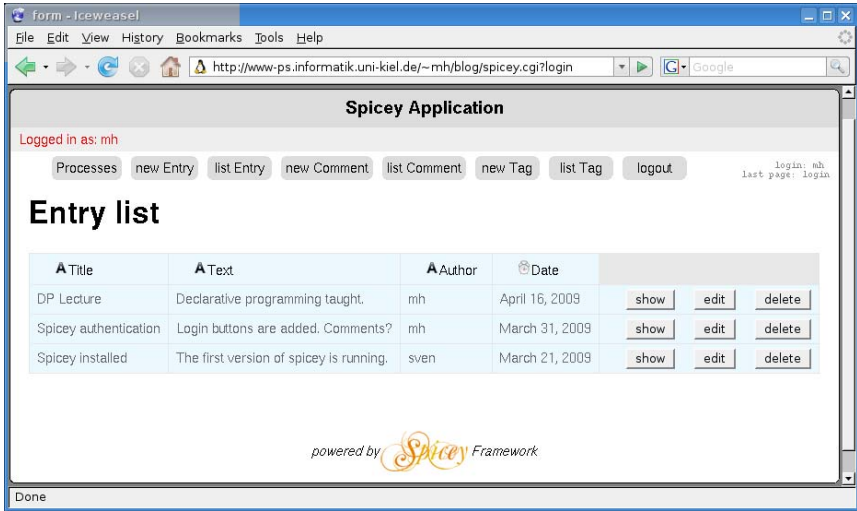 form - Iceweasel
File Edit View History Bookmarks Tools Help
http://www-ps.informatik.uni-kiel.de/~mh/blog/spicey.cgi?login G Google
Spicey Application
Logged in as: mh
Processes new Entry list Entry new Comment list Comment new Tag list Tag logout
login: mh
last page: login
Entry list
A Title A Text A Author Date
DP Lecture Declarative programming taught. mh April 16, 2009 show edit delete
Spicey authentication Login buttons are added. Comments? mh March 31, 2009 show edit delete
Spicey installed The first version of spicey is running. sven March 21, 2009 show edit delete
powered by Spicey Framework
Done